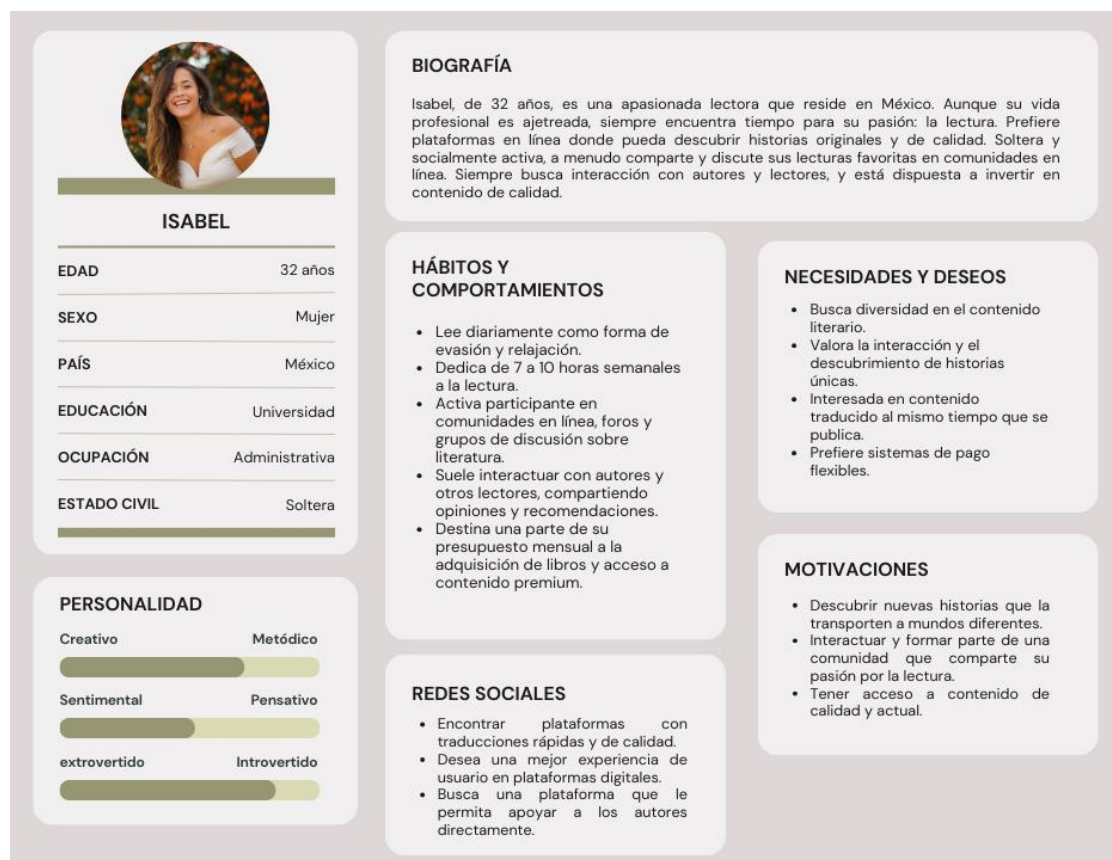 ISABEL
EDAD 32 años
SEXO Mujer
PAÍS México
EDUCACIÓN Universidad
OCUPACIÓN Administrativa
ESTADO CIVIL Soltera
PERSONALIDAD
Creativo Metódico
Sentimental Pensativo
extrovertido Introvertido
BIOGRAFÍA
Isabel, de 32 años, es una apasionada lectora que reside en México. Aunque su vida
profesional es ajetreada, siempre encuentra tiempo para su pasión: la lectura. Prefiere
plataformas en línea donde pueda descubrir historias originales y de calidad. Soltera y
socialmente activa, a menudo comparte y discute sus lecturas favoritas en comunidades en
línea. Siempre busca interacción con autores y lectores, y está dispuesta a invertir en
contenido de calidad.
HÁBITOS Y
COMPORTAMIENTOS
• Lee diariamente como forma de
evasión y relajación.
• Dedica de 7 a 10 horas semanales
a la lectura.
• Activa participante en
comunidades en línea, foros y
grupos de discusión sobre
literatura.
• Suele interactuar con autores y
otros lectores, compartiendo
opiniones y recomendaciones.
• Destina una parte de su
presupuesto mensual a la
adquisición de libros y acceso a
contenido premium.
REDES SOCIALES
• Encontrar plataformas con
traducciones rápidas y de calidad.
• Desea una mejor experiencia de
usuario en plataformas digitales.
• Busca una plataforma que le
permita apoyar a los autores
directamente.
NECESIDADES Y DESEOS
• Busca diversidad en el contenido
literario.
• Valora la interacción y el
descubrimiento de historias
únicas.
• Interesada en contenido
traducido al mismo tiempo que se
publica.
• Prefiere sistemas de pago
flexibles.
MOTIVACIONES
• Descubrir nuevas historias que la
transporten a mundos diferentes.
• Interactuar y formar parte de una
comunidad que comparte su
pasión por la lectura.
• Tener acceso a contenido de
calidad y actual.